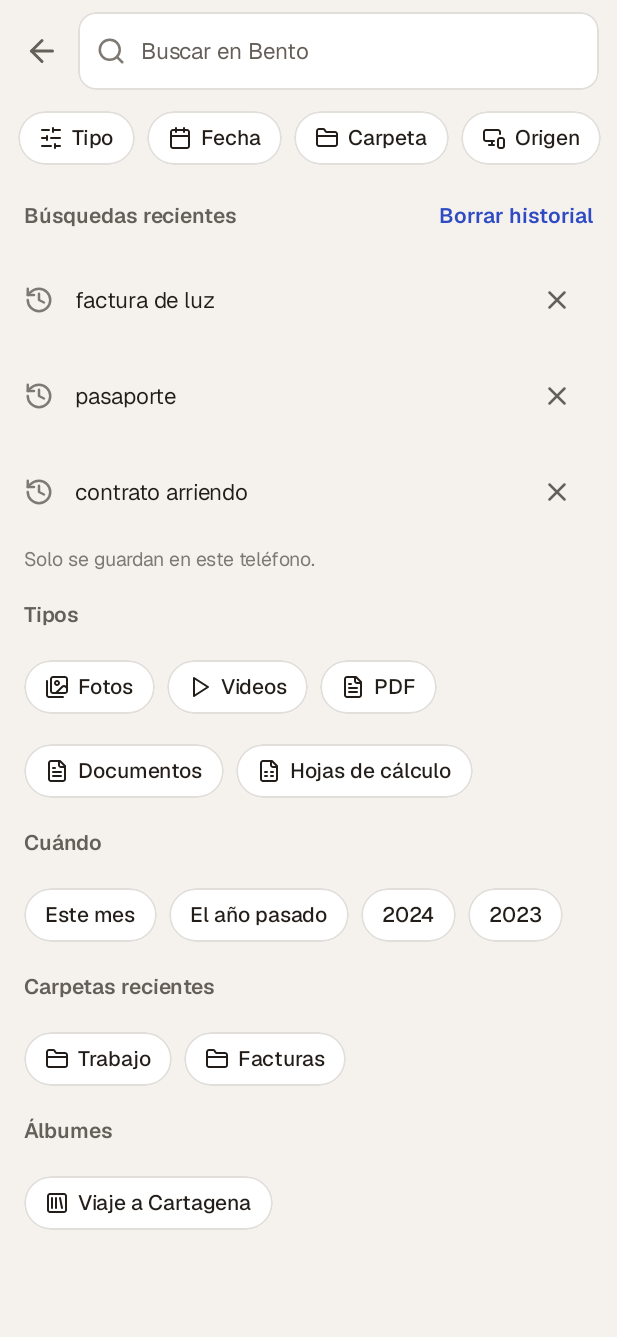 Buscar en Bento
Tipo Fecha Carpeta Origen
Búsquedas recientes Borrar historial
factura de luz
pasaporte
contrato arriendo
Solo se guardan en este teléfono.
Tipos
Fotos Videos PDF
Documentos Hojas de cálculo
Cuándo
Este mes El año pasado 2024 2023
Carpetas recientes
Trabajo Facturas
Álbumes
Viaje a Cartagena